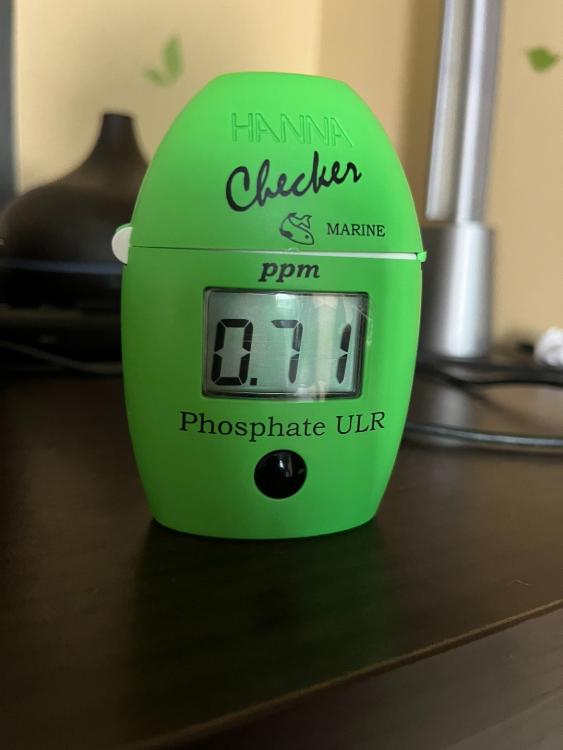 HANNA
Checker
MARINE
ppm
0.71
Phosphate ULR